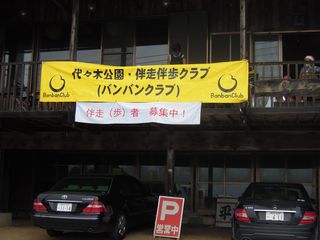 代々木公園・伴走伴歩クラブ
(バンバンクラブ)
BanbanClub
BanbanClub
伴走（歩）者 募集中！
P
営業中